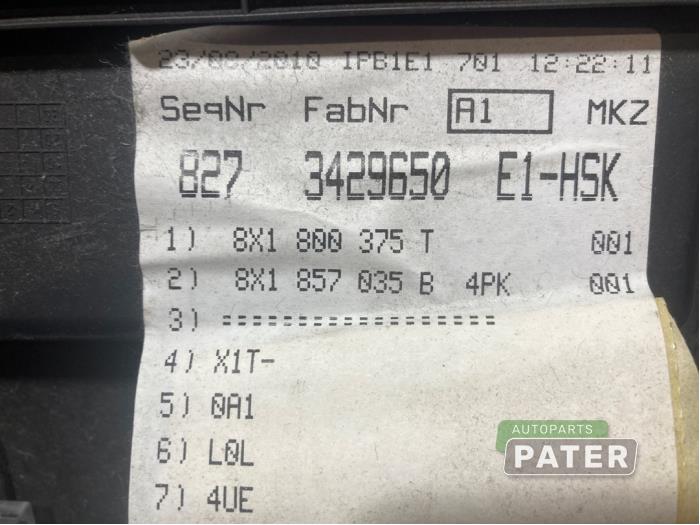 23/08/2010 IPB1E1 701 12:22:11
SeqNr FabNr A1 MKZ
827 3429650 E1-HSK
1) 8X1 800 375 T 001
2) 8X1 857 035 B 4PK 001
3) ==================
4) X1T-
5) 0A1
6) L0L
7) 4UE
AUTOPARTS
PATER